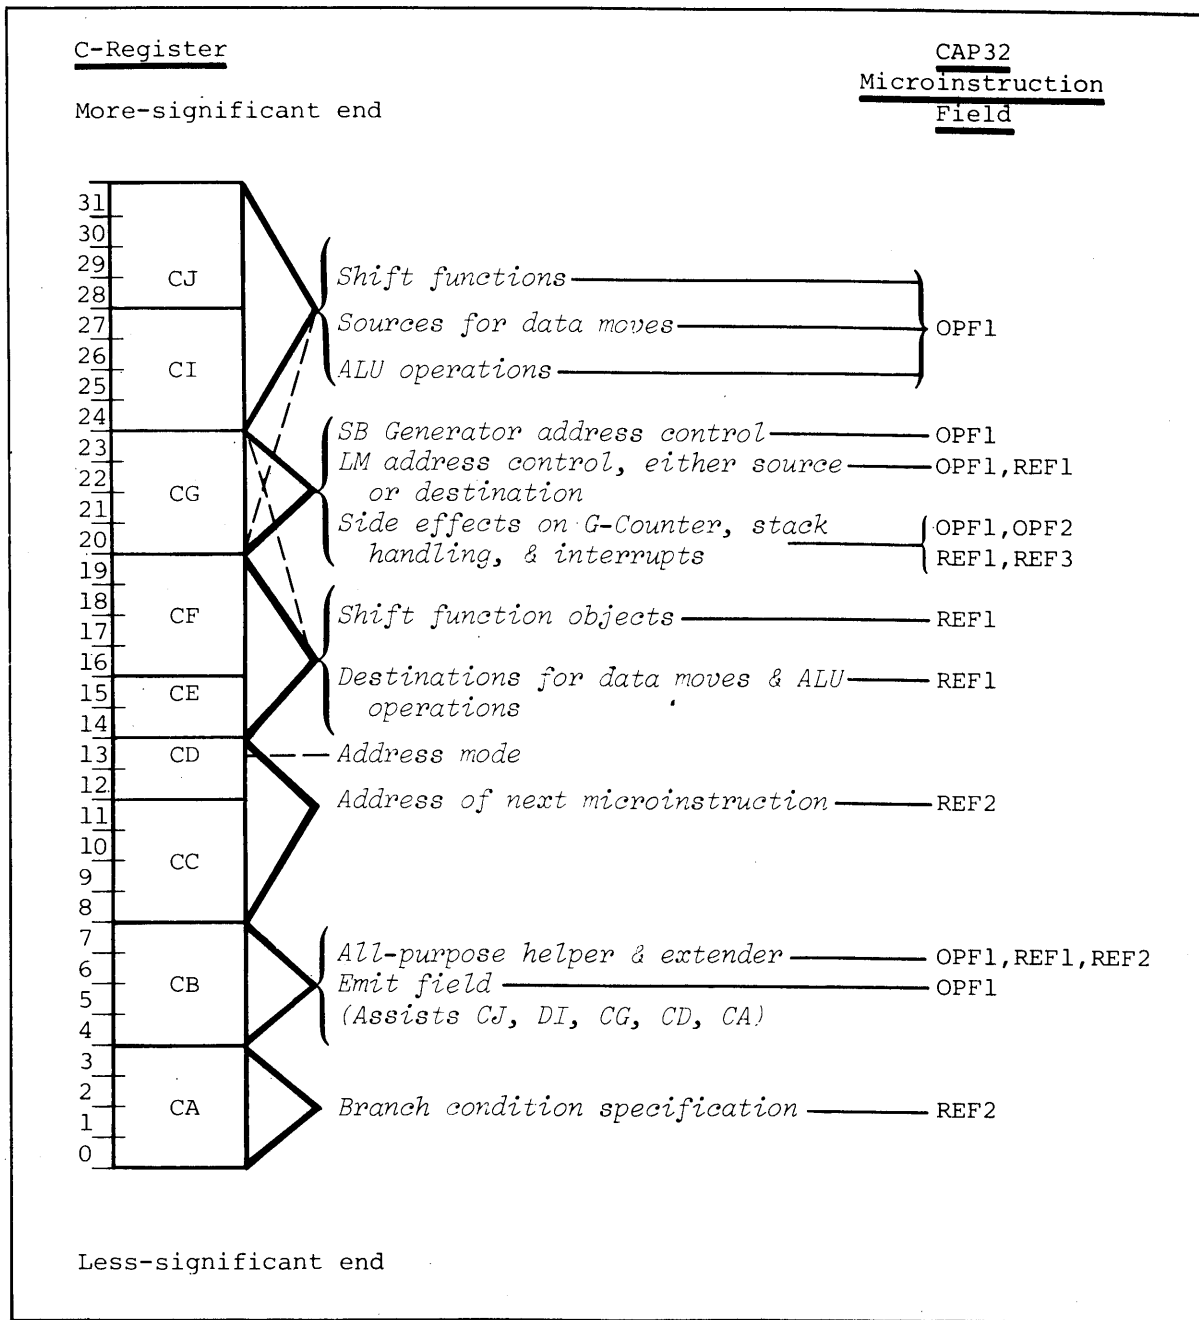 C-Register
CAP32
Microinstruction
Field
More-significant end
31
30
29
28
CJ
Shift functions
27
26
25
24
CI
Sources for data moves
OPF1
ALU operations
23
22
21
20
CG
SB Generator address control OPF1
LM address control, either source OPF1,REF1
or destination
Side effects on G-Counter, stack OPF1,OPF2
handling, & interrupts REF1,REF3
19
18
17
16
CF
Shift function objects REF1
15
14
CE
Destinations for data moves & ALU REF1
operations
13
12
CD
Address mode
Address of next microinstruction REF2
11
10
9
8
CC
7
6
5
4
CB
All-purpose helper & extender OPF1,REF1,REF2
Emit field OPF1
(Assists CJ, DI, CG, CD, CA)
3
2
1
0
CA
Branch condition specification REF2
Less-significant end